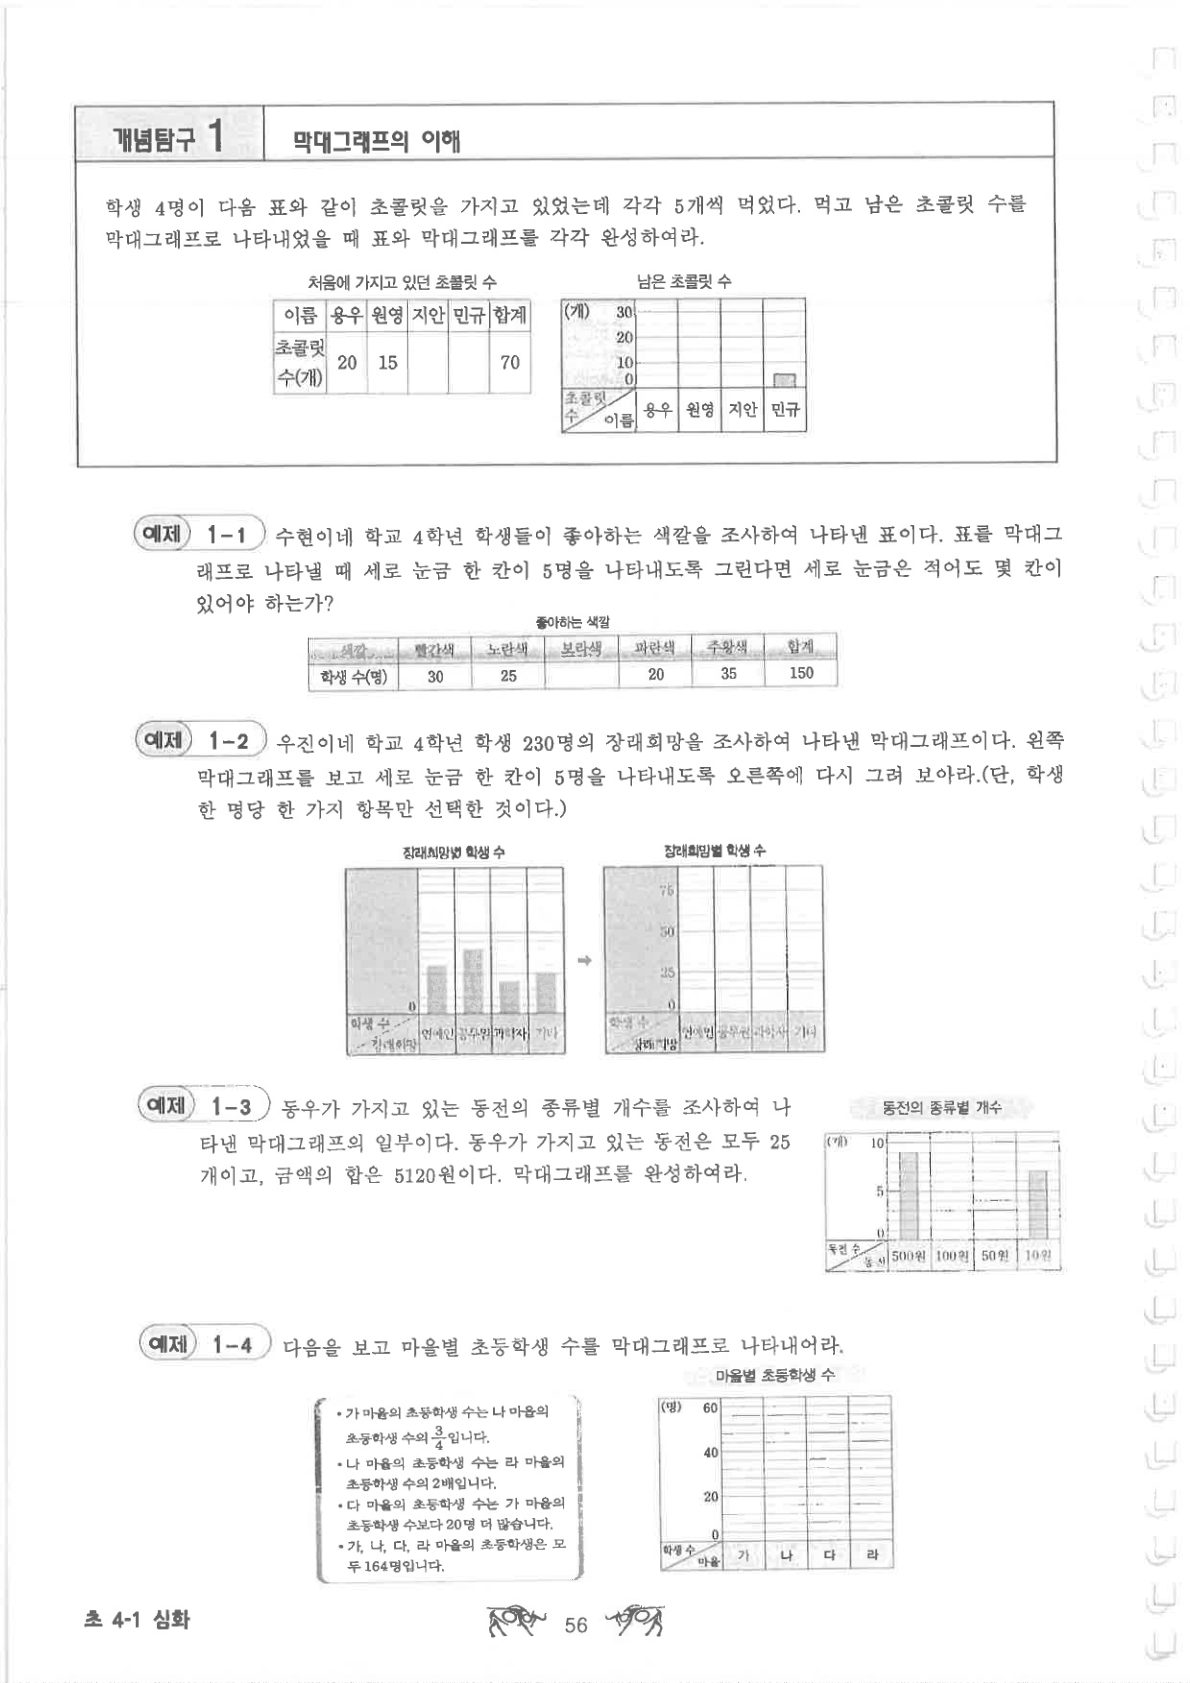 개념탐구 1
막대그래프의 이해
학생 4명이 다음 표와 같이 초콜릿을 가지고 있었는데 각각 5개씩 먹었다. 먹고 남은 초콜릿 수를
막대그래프로 나타내었을 때 표와 막대그래프를 각각 완성하여라.
처음에 가지고 있던 초콜릿 수
이름 용우 원영 지안 민규 합계
초콜릿
수(개) 20 15 70
남은 초콜릿 수
(개) 30
20
10
0
초콜릿
수 이름 용우 원영 지안 민규
예제 1-1 수현이네 학교 4학년 학생들이 좋아하는 색깔을 조사하여 나타낸 표이다. 표를 막대그
래프로 나타낼 때 세로 눈금 한 칸이 5명을 나타내도록 그린다면 세로 눈금은 적어도 몇 칸이
있어야 하는가?
좋아하는 색깔
색깔 빨간색 노란색 보라색 파란색 주황색 합계
학생 수(명) 30 25 20 35 150
예제 1-2 우진이네 학교 4학년 학생 230명의 장래희망을 조사하여 나타낸 막대그래프이다. 왼쪽
막대그래프를 보고 세로 눈금 한 칸이 5명을 나타내도록 오른쪽에 다시 그려 보아라.(단, 학생
한 명당 한 가지 항목만 선택한 것이다.)
장래희망별 학생 수
0
학생 수
장래희망 연예인 공무원 과학자 기타
➡
장래희망별 학생 수
75
50
25
0
학생 수
장래희망 연예인 공무원 과학자 기타
예제 1-3 동우가 가지고 있는 동전의 종류별 개수를 조사하여 나
타낸 막대그래프의 일부이다. 동우가 가지고 있는 동전은 모두 25
개이고, 금액의 합은 5120원이다. 막대그래프를 완성하여라.
동전의 종류별 개수
(개) 10
5
0
동전 수
500원 100원 50원 10원
예제 1-4 다음을 보고 마을별 초등학생 수를 막대그래프로 나타내어라.
• 가 마을의 초등학생 수는 나 마을의
초등학생 수의 3/4입니다.
• 나 마을의 초등학생 수는 라 마을의
초등학생 수의 2배입니다.
• 다 마을의 초등학생 수는 가 마을의
초등학생 수보다 20명 더 많습니다.
• 가, 나, 다, 라 마을의 초등학생은 모
두 164명입니다.
마을별 초등학생 수
(명) 60
40
20
0
학생 수
마을 가 나 다 라
초 4-1 심화
56